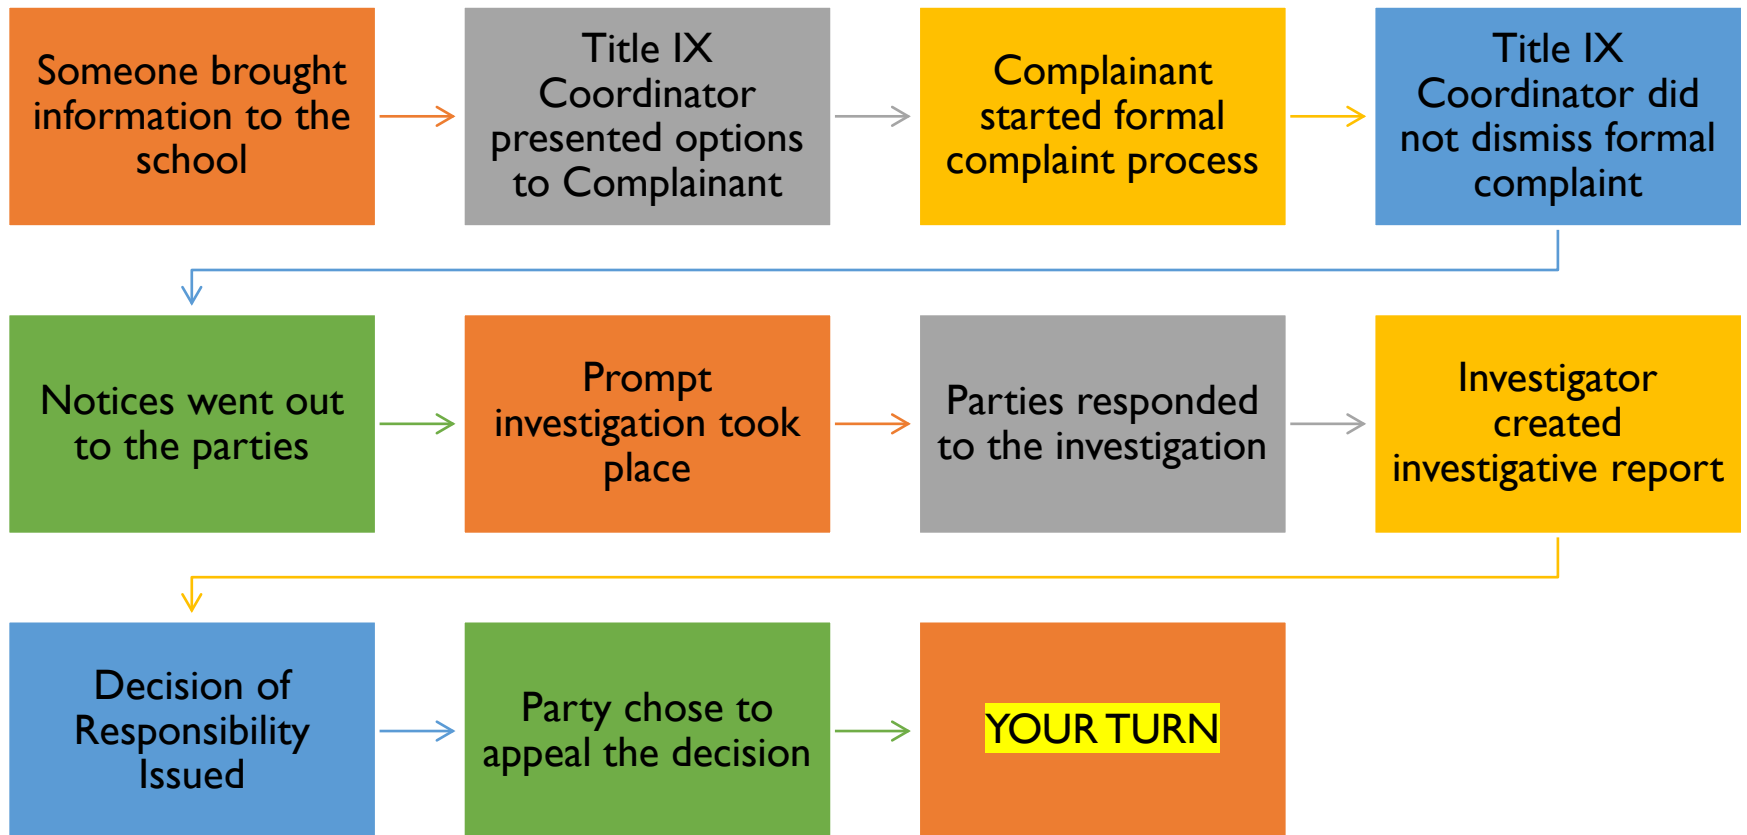 Someone brought
information to the
school
Title IX
Coordinator
presented options
to Complainant
Complainant
started formal
complaint process
Title IX
Coordinator did
not dismiss formal
complaint
Notices went out
to the parties
Prompt
investigation took
place
Parties responded
to the investigation
Investigator
created
investigative report
Decision of
Responsibility
Issued
Party chose to
appeal the decision
YOUR TURN